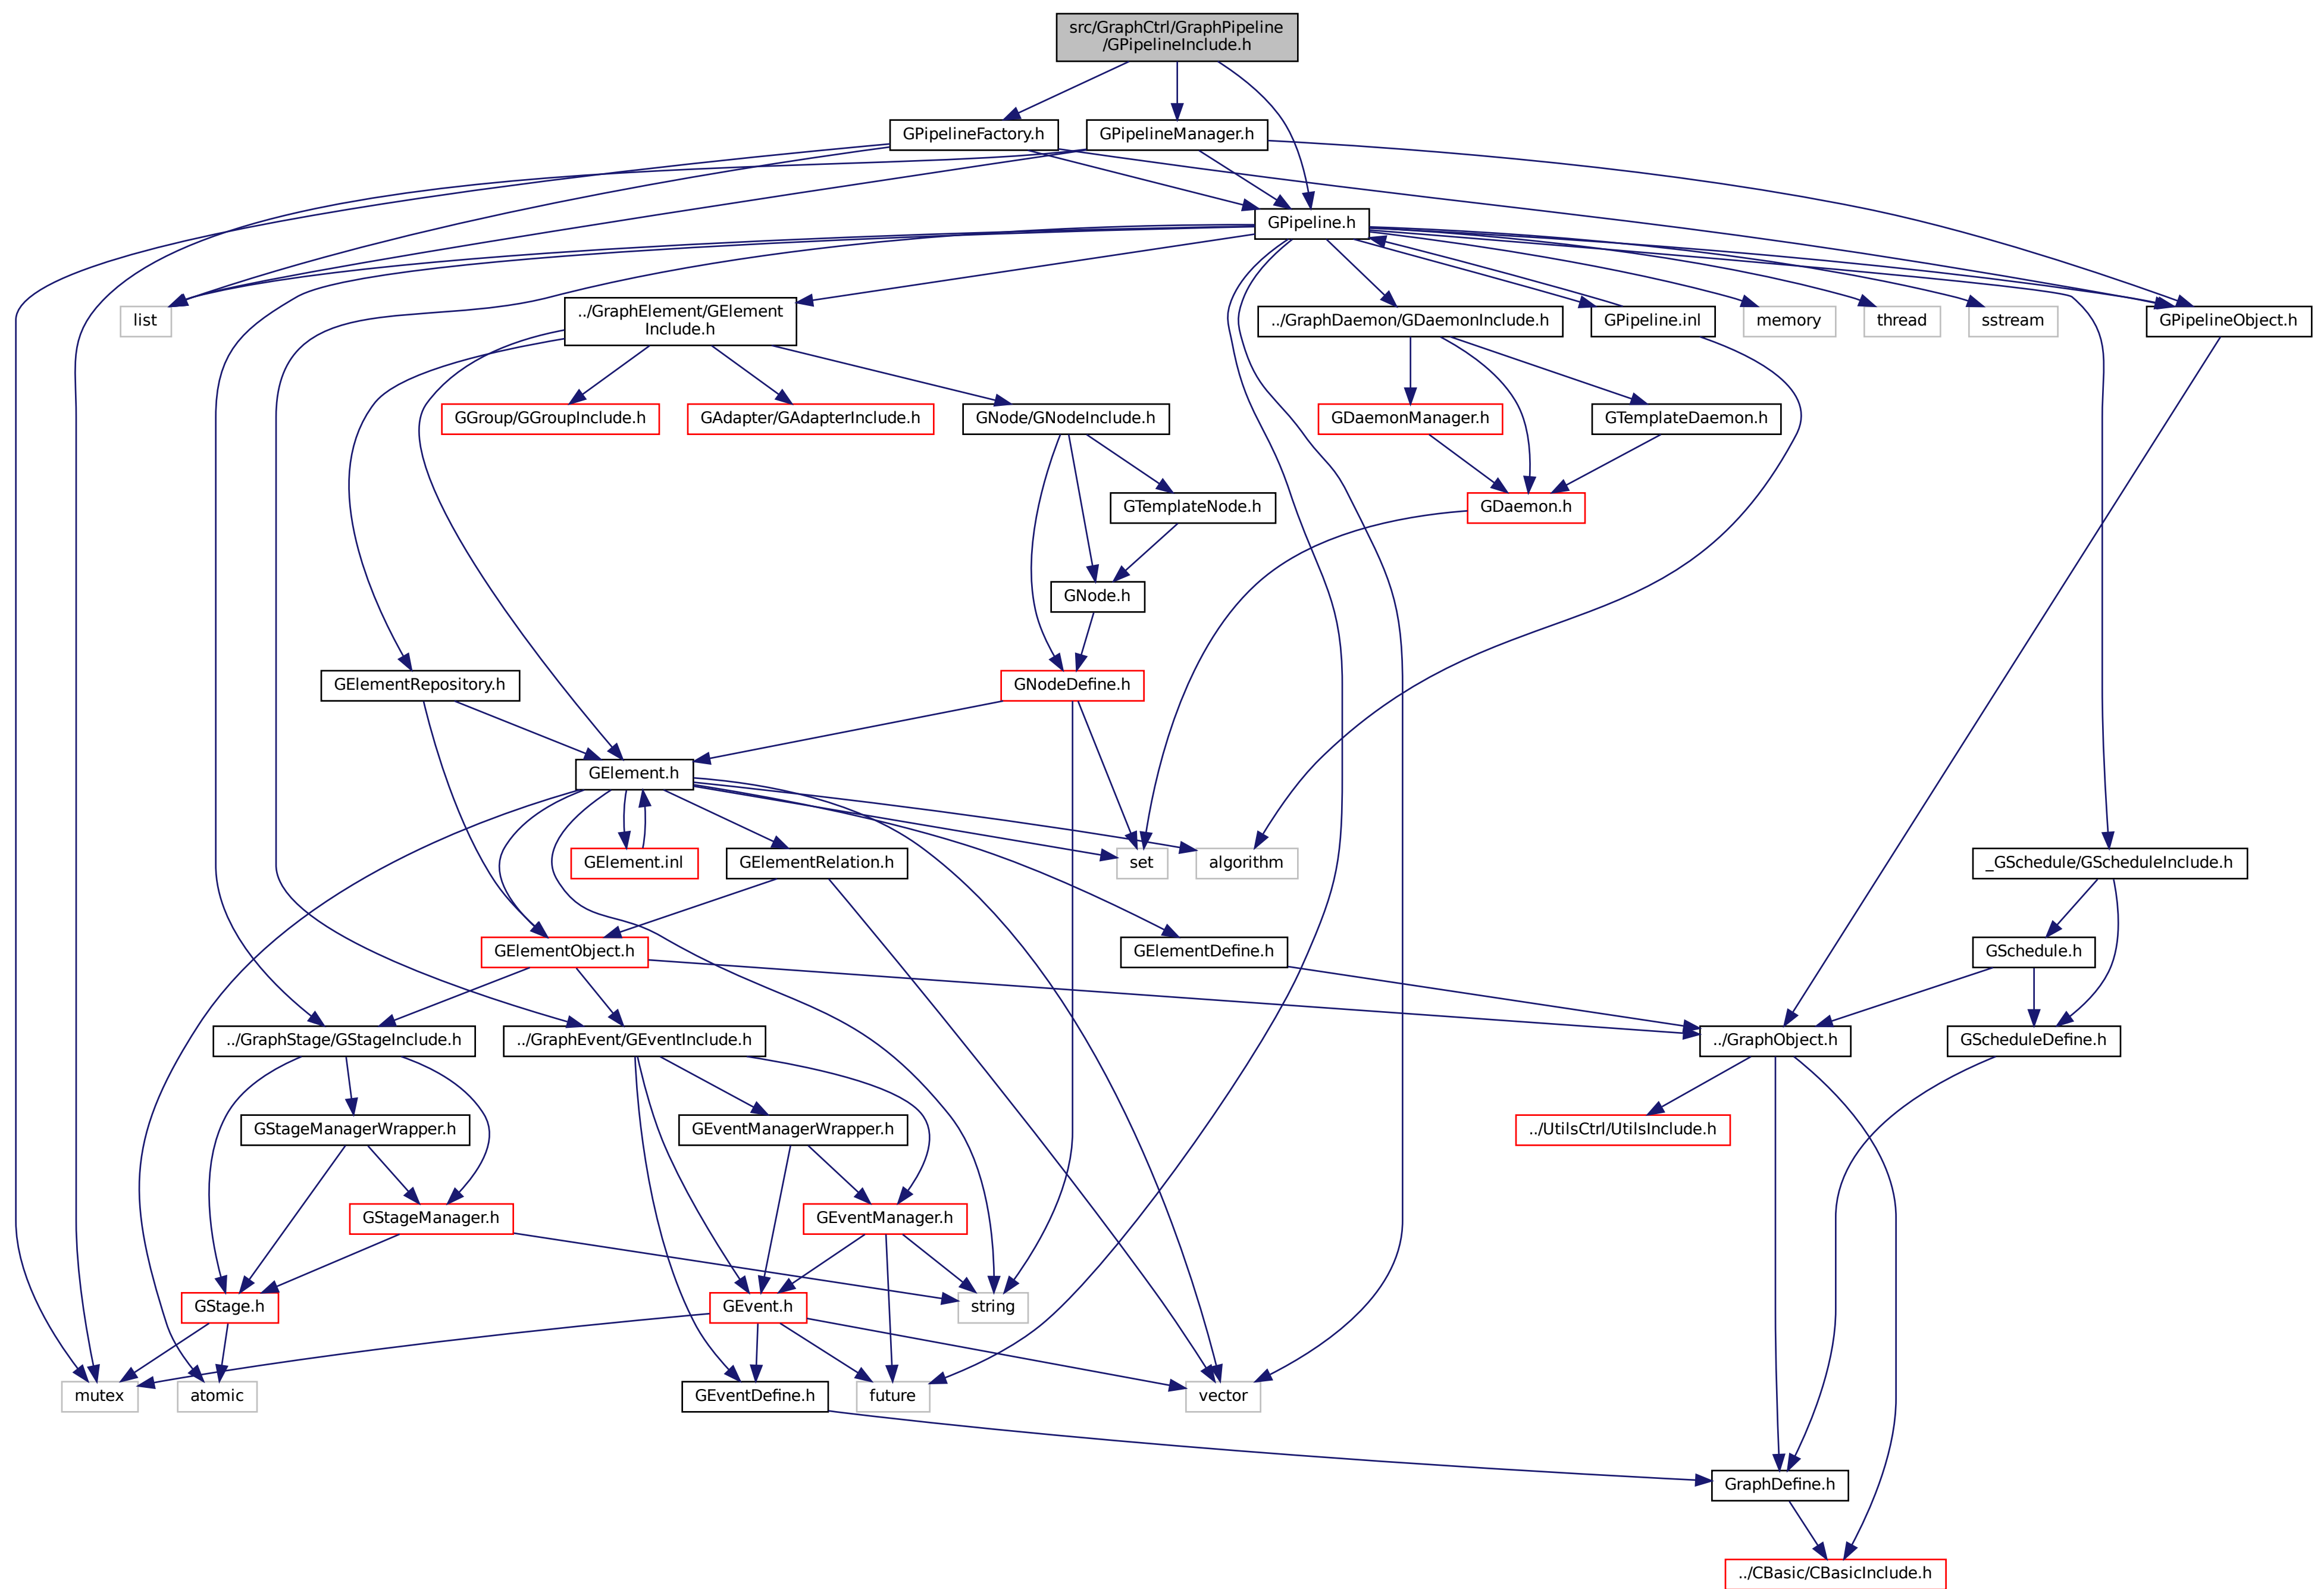 src/GraphCtrl/GraphPipeline
/GPipelineInclude.h
GPipelineFactory.h
GPipelineManager.h
GPipeline.h
list
../GraphElement/GElement
Include.h
../GraphDaemon/GDaemonInclude.h
GPipeline.inl
memory
thread
sstream
GPipelineObject.h
GGroup/GGroupInclude.h
GAdapter/GAdapterInclude.h
GNode/GNodeInclude.h
GDaemonManager.h
GTemplateDaemon.h
GTemplateNode.h
GDaemon.h
GNode.h
GElementRepository.h
GNodeDefine.h
GElement.h
GElement.inl
GElementRelation.h
set
algorithm
_GSchedule/GScheduleInclude.h
GElementObject.h
GElementDefine.h
GSchedule.h
../GraphStage/GStageInclude.h
../GraphEvent/GEventInclude.h
../GraphObject.h
GScheduleDefine.h
GStageManagerWrapper.h
GEventManagerWrapper.h
../UtilsCtrl/UtilsInclude.h
GStageManager.h
GEventManager.h
GStage.h
GEvent.h
string
mutex
atomic
GEventDefine.h
future
vector
GraphDefine.h
../CBasic/CBasicInclude.h